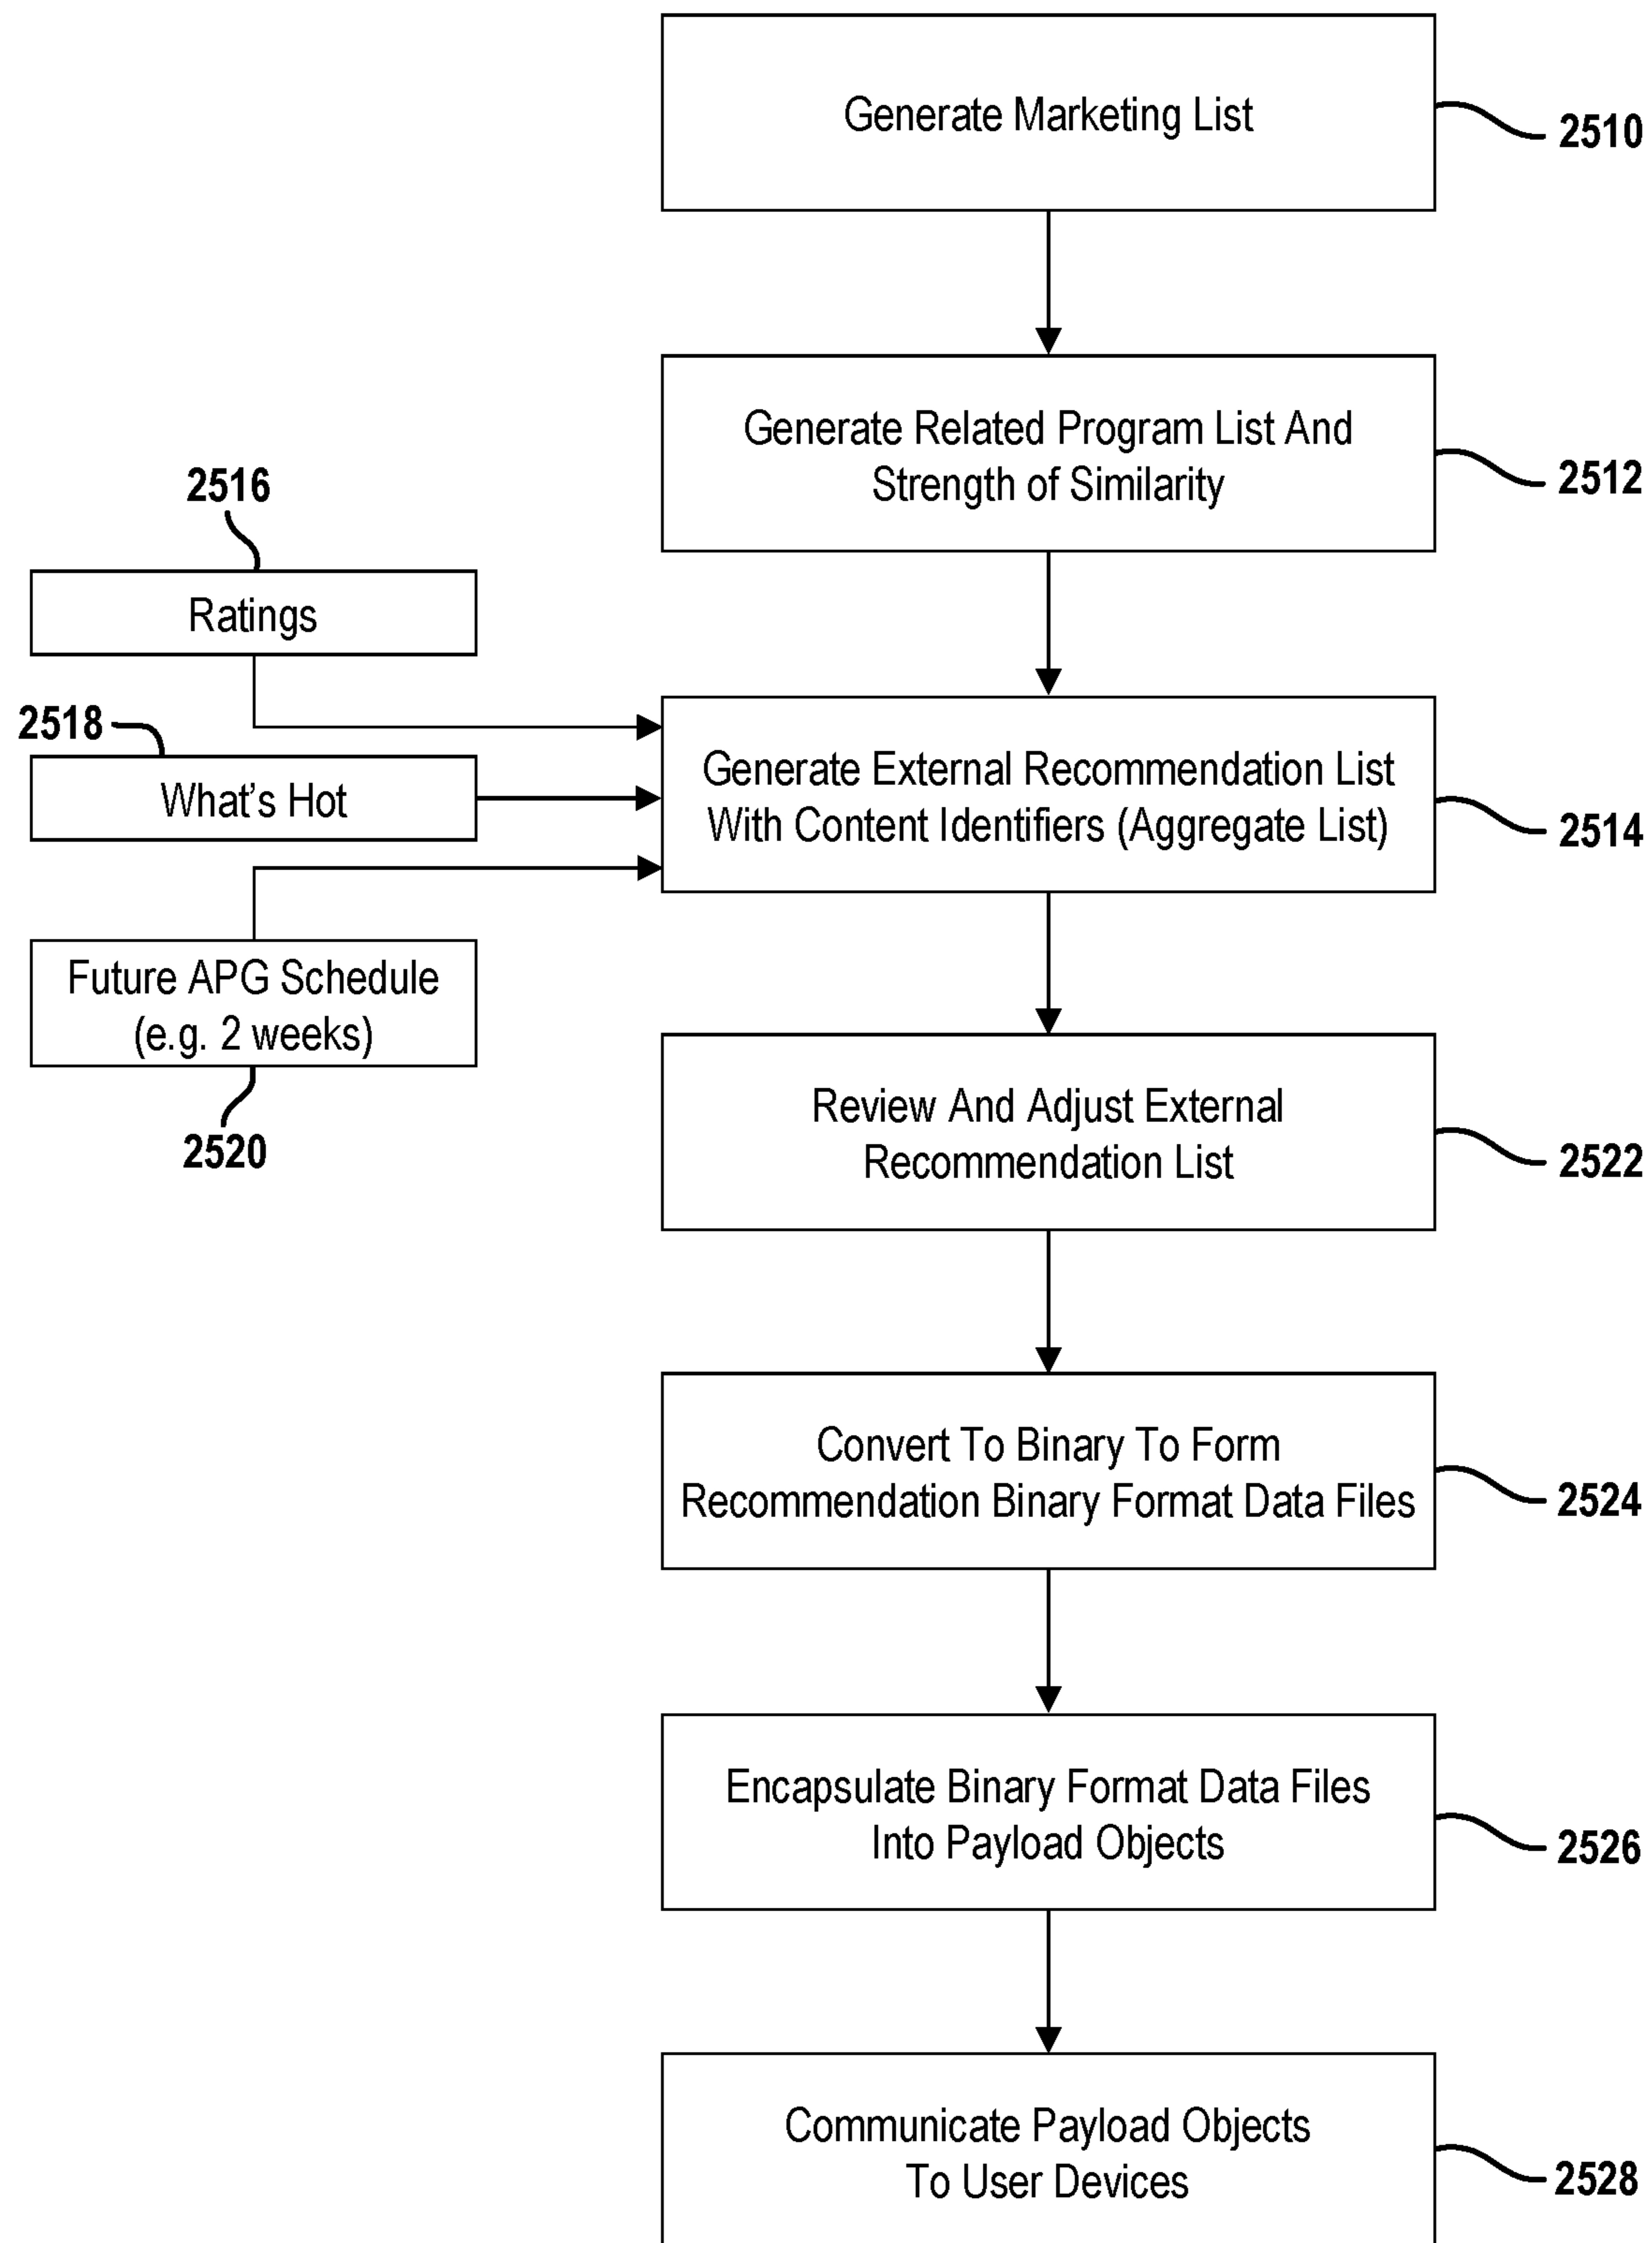 Generate Marketing List
2510
Generate Related Program List And
Strength of Similarity
2512
2516
Ratings
2518
What's Hot
Generate External Recommendation List
With Content Identifiers (Aggregate List)
2514
Future APG Schedule
(e.g. 2 weeks)
2520
Review And Adjust External
Recommendation List
2522
Convert To Binary To Form
Recommendation Binary Format Data Files
2524
Encapsulate Binary Format Data Files
Into Payload Objects
2526
Communicate Payload Objects
To User Devices
2528